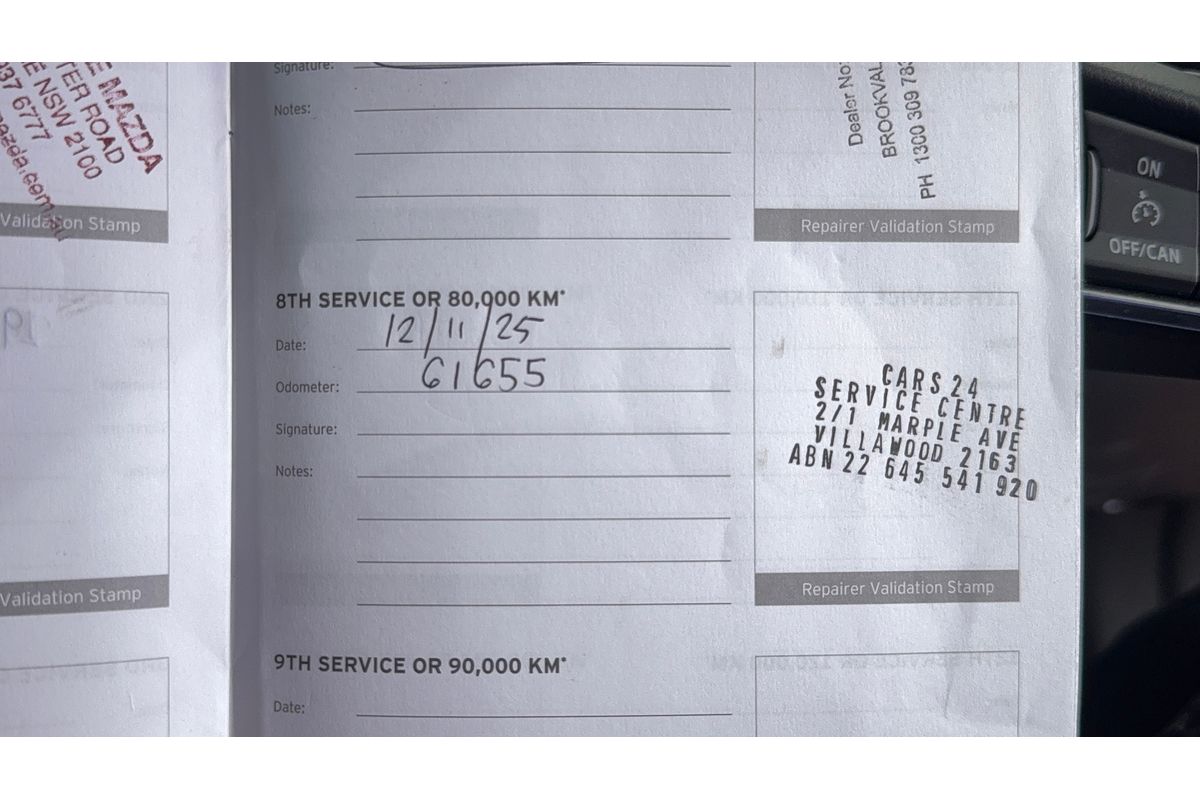 E MAZDA
TER ROAD
E NSW 2100
37 6777
Validation Stamp
Validation Stamp
Signature:
Notes:
Dealer No
BROOKVAL
PH 1300 309 783
Repairer Validation Stamp
8TH SERVICE OR 80,000 KM*
Date: 12/11/25
Odometer: 61655
Signature:
Notes:
CARS 24
SERVICE CENTRE
2/1 MARPLE AVE
VILLAWOOD 2163
ABN 22 645 541 920
Repairer Validation Stamp
9TH SERVICE OR 90,000 KM*
Date:
ON
OFF/CAN